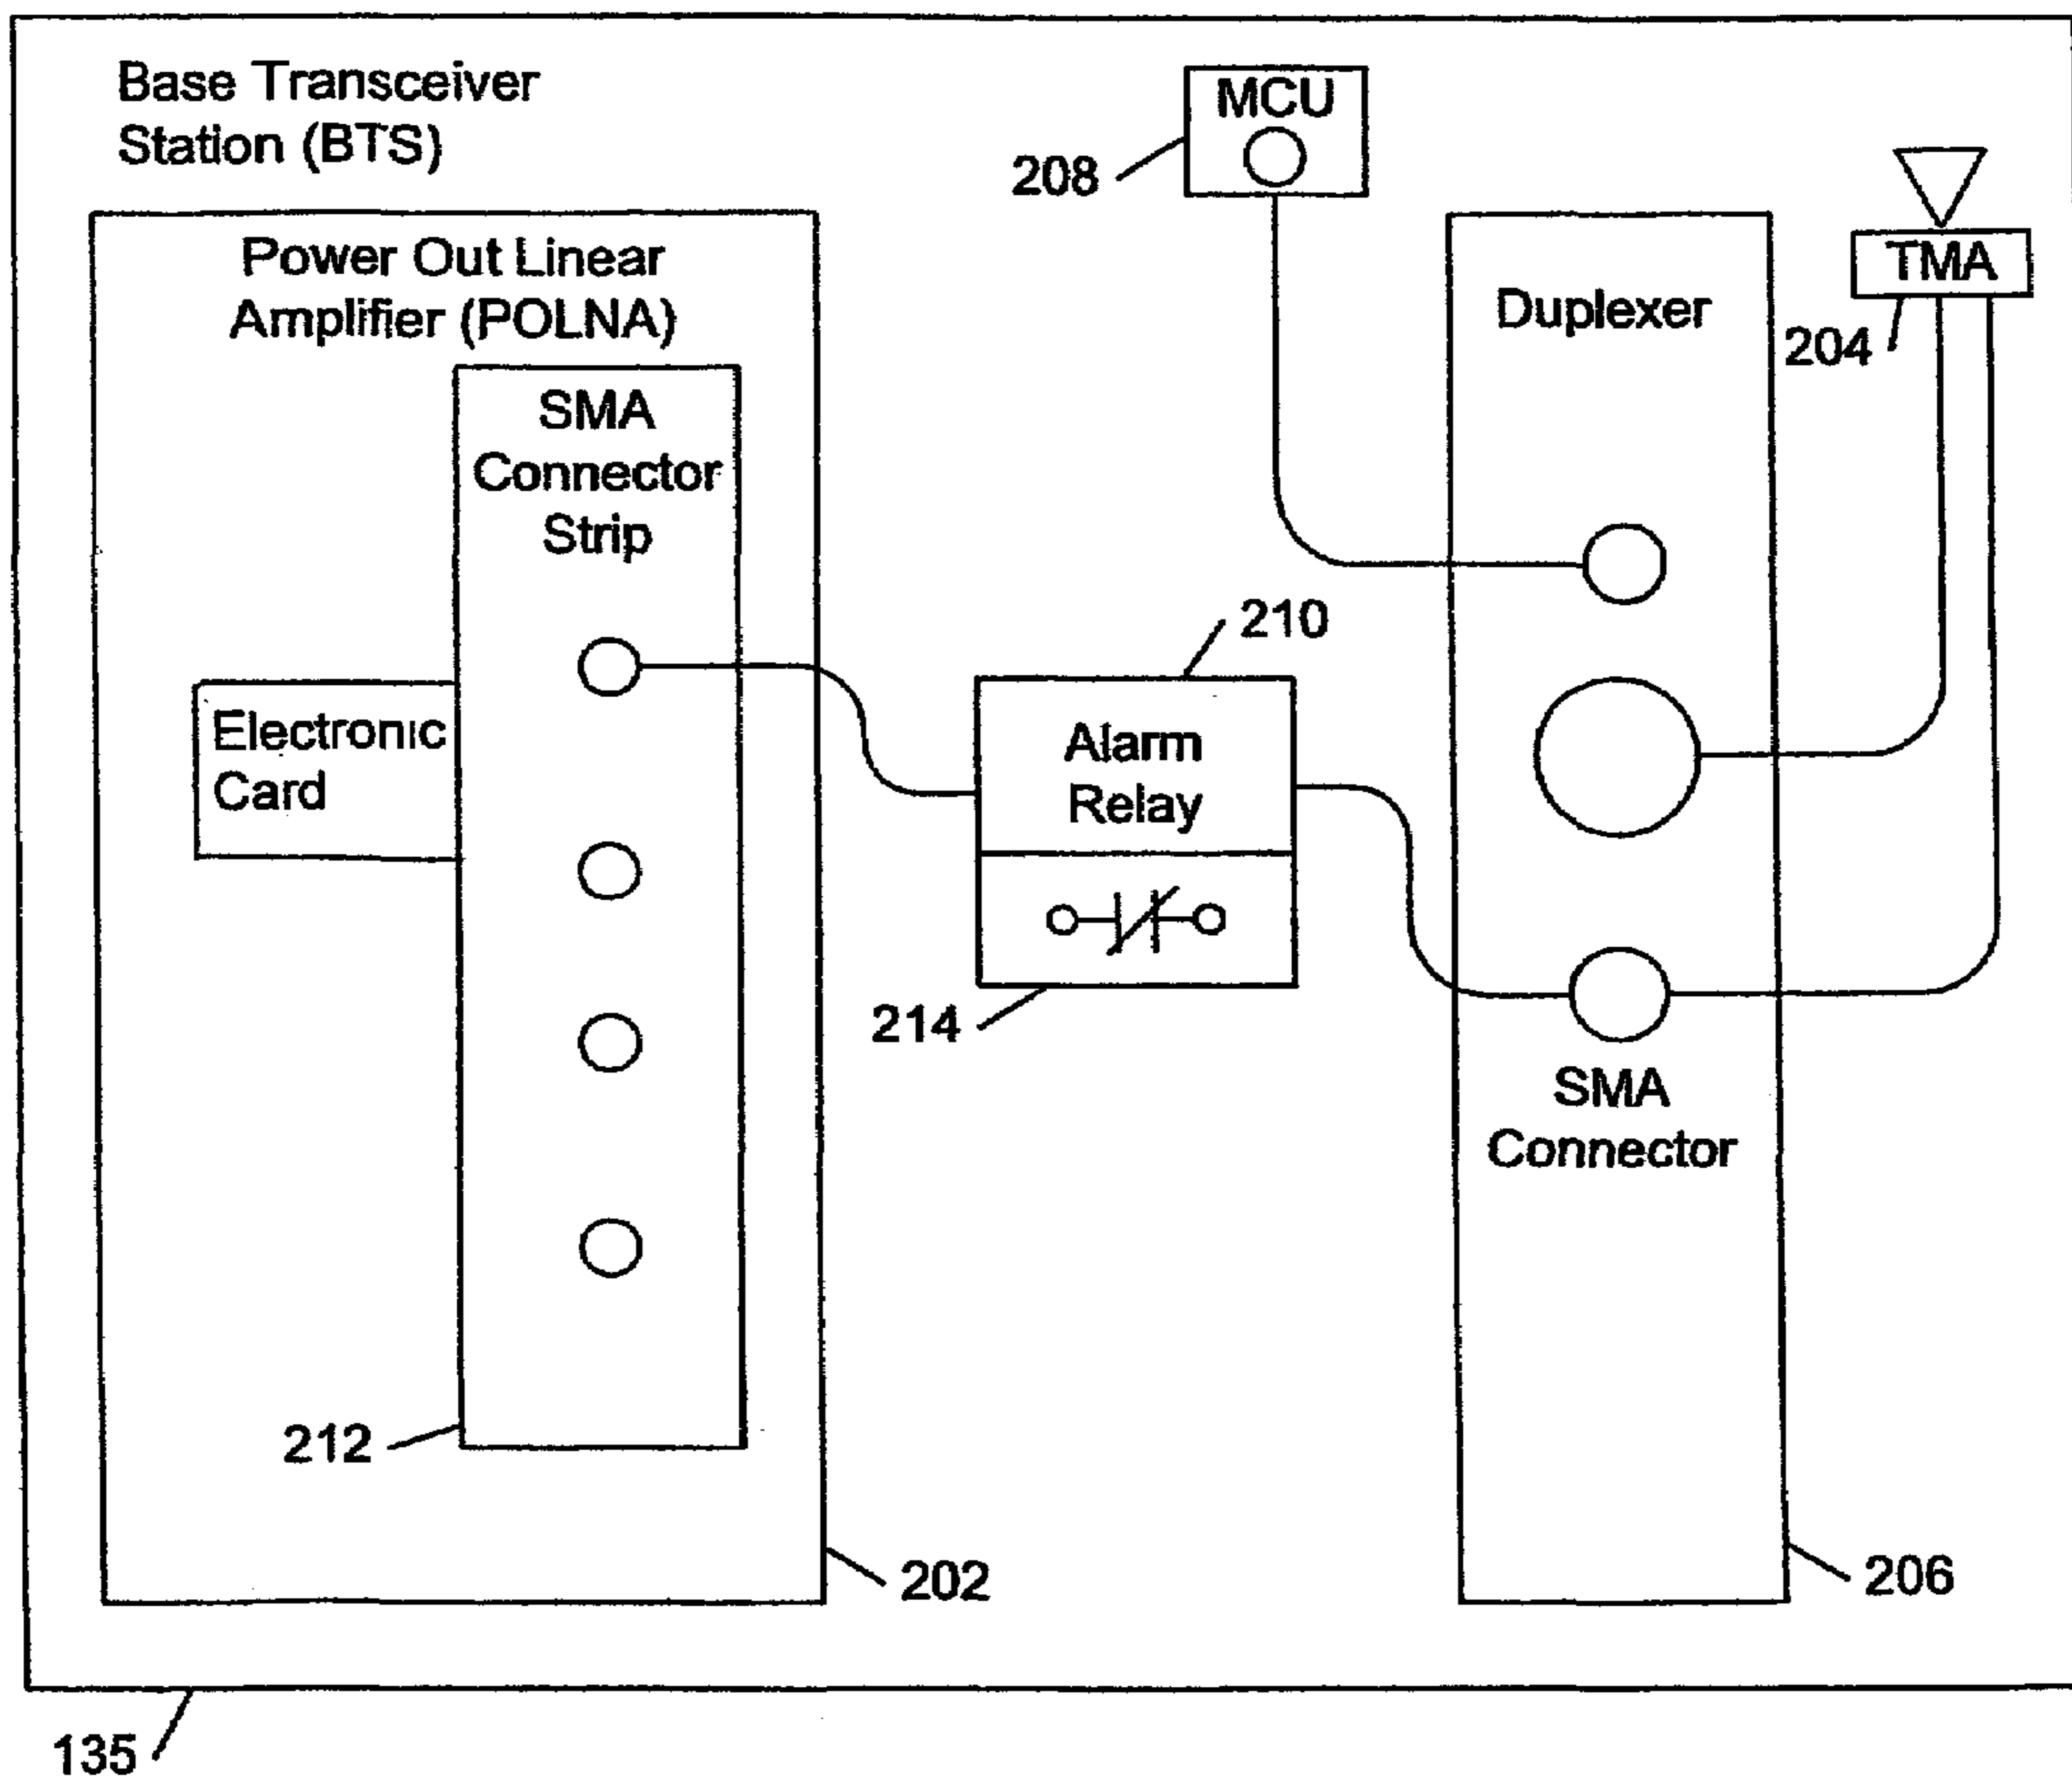 Base Transceiver
Station (BTS)
MCU
208
Power Out Linear
Amplifier (POLNA)
TMA
204
Duplexer
SMA
Connector
Strip
210
Electronic
Card
Alarm
Relay
214
SMA
Connector
212
202
206
135